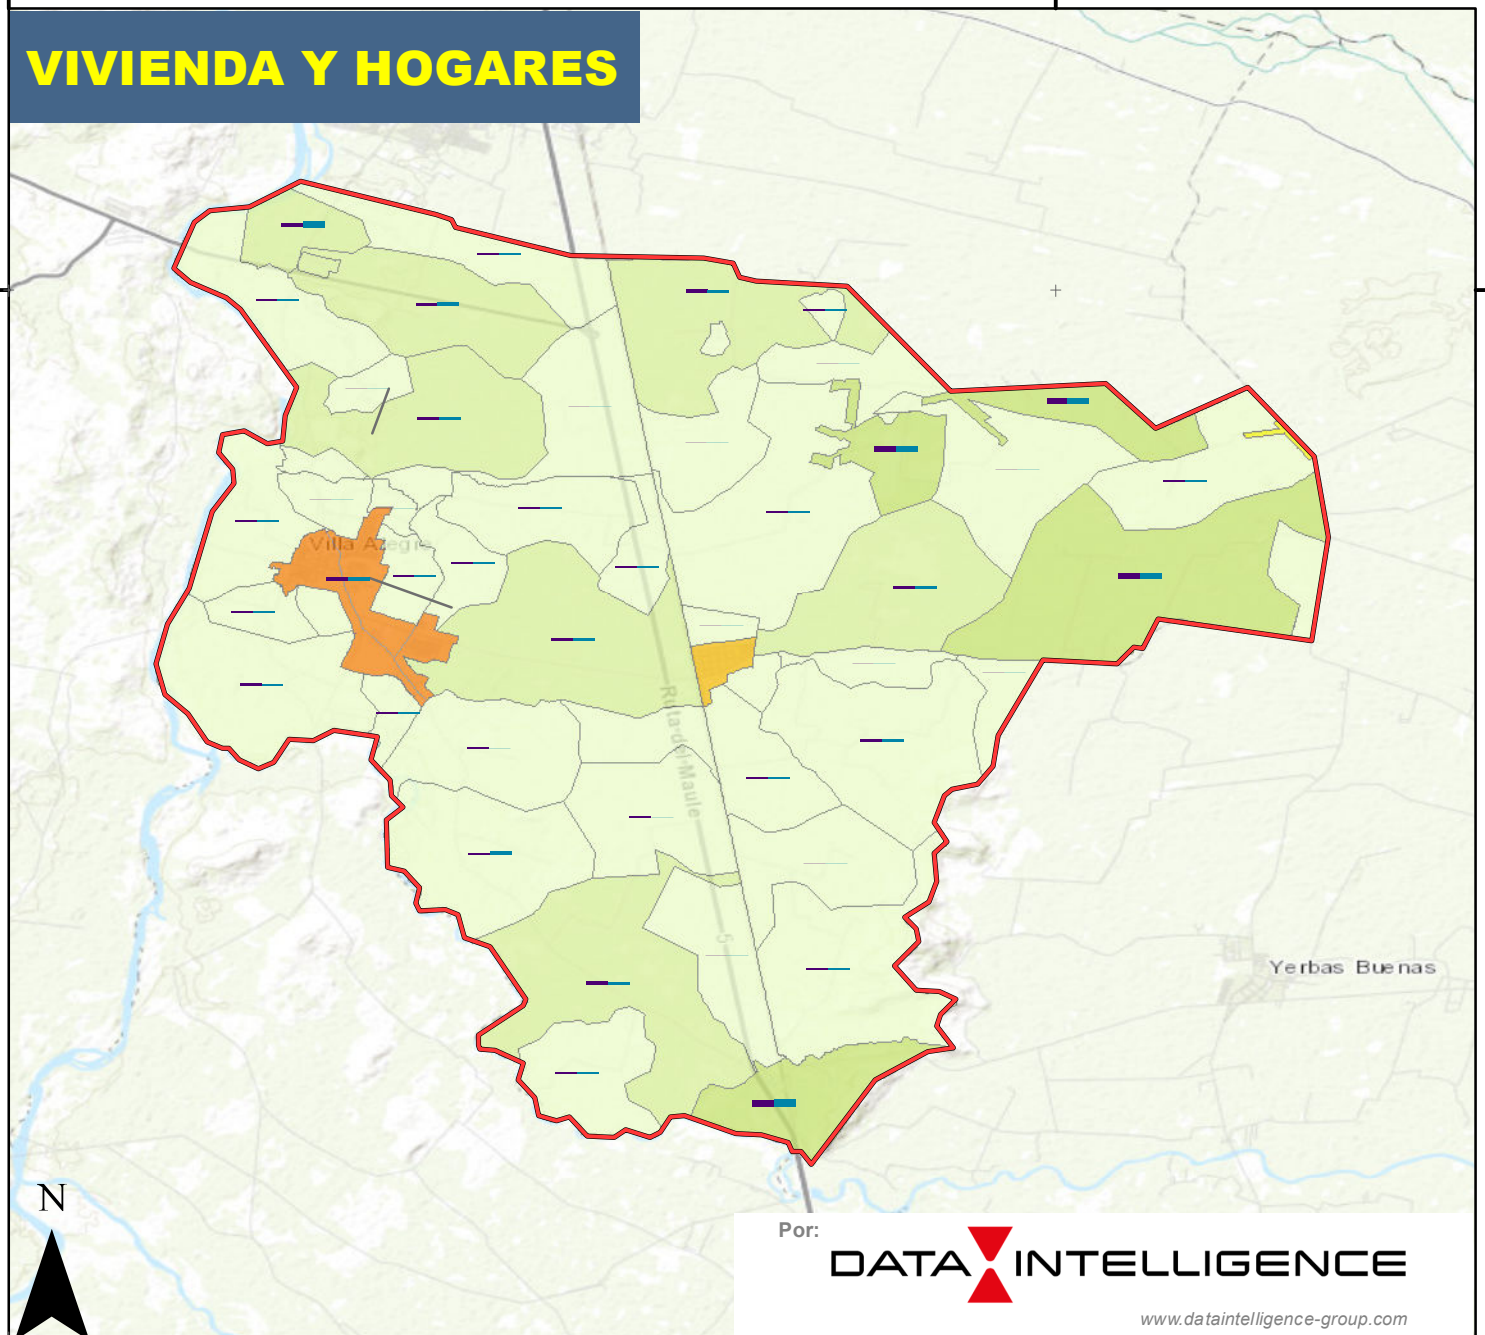 VIVIENDA Y HOGARES
Villa Alegre
Ruta del Maule
5
Yerbas Buenas
N
Por:
DATA INTELLIGENCE
www.dataintelligence-group.com